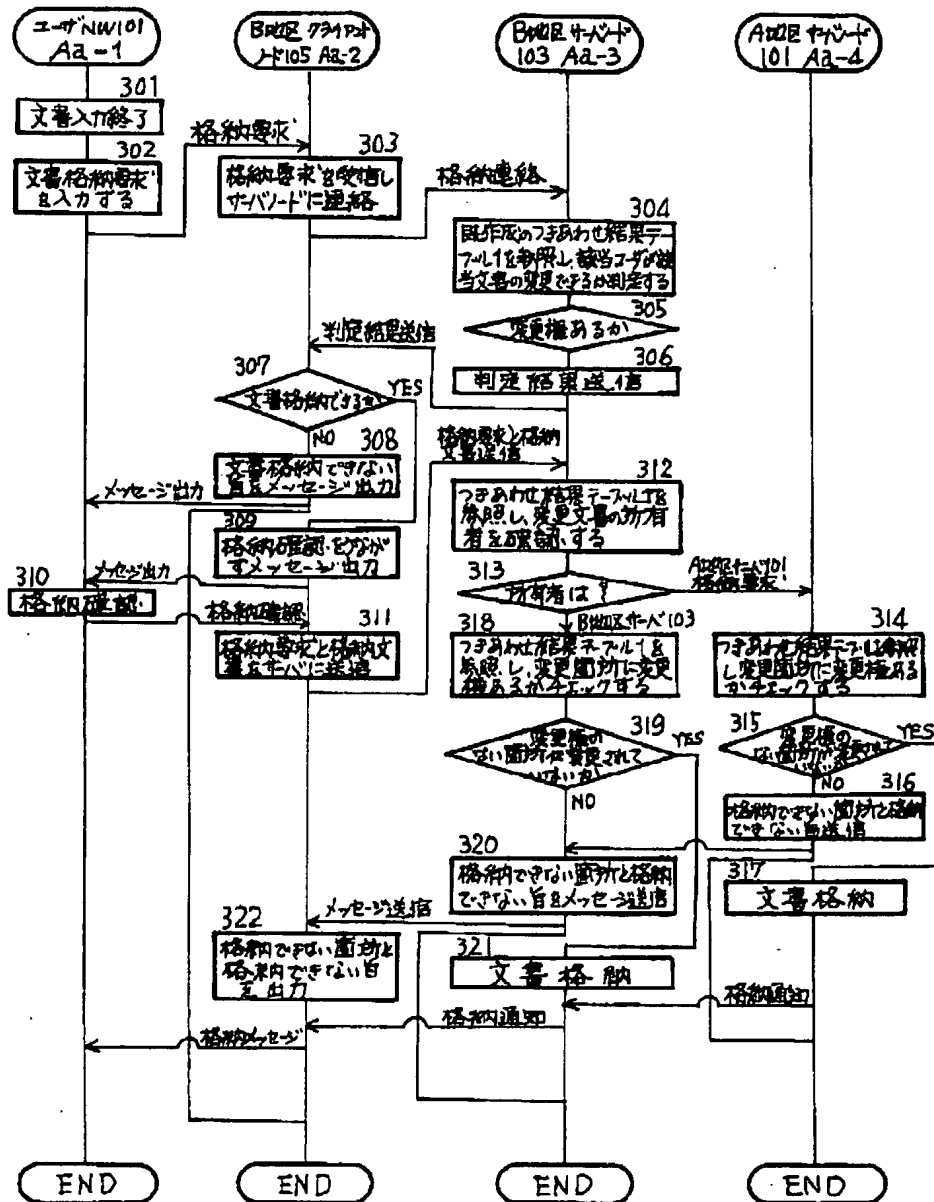 ユーザNW101
Aa-1
B地区クライアント
ノード105 Aa-2
B地区サーバノード
103 Aa-3
A地区サーバノード
101 Aa-4
301
文書入力終了
302
文書格納要求
を入力する
格納要求
303
格納要求を受信し
サーバノードに連絡
格納連絡
304
既作成のつきあわせ結果テー
ブル1を参照し、該当ユーザが該
当文書の変更できるか判定する
305
変更権あるか
306
判定結果送信
判定結果送信
307
文書格納できるか
YES
NO
308
文書格納できない
旨をメッセージ出力
メッセージ出力
309
格納確認をうなが
すメッセージ出力
メッセージ出力
310
格納確認
格納確認
311
格納要求と格納文
書をサーバに送信
格納要求と格納
文書送信
312
つきあわせ結果テーブル1を
参照し、変更文書の所有
者を確認する
313
所有者は?
A地区サーバ101
格納要求
B地区サーバ103
318
つきあわせ結果テーブル1を
参照し、変更箇所に変更
権あるかチェックする
314
つきあわせ結果テーブル1を参照
し変更箇所に変更権ある
かチェックする
319
変更権の
ない箇所が変更されて
いないか
YES
NO
315
変更権の
ない箇所が変更されて
いないか
YES
NO
316
格納できない箇所と格納
できない旨送信
317
文書格納
320
格納できない箇所と格納
できない旨をメッセージ送信
メッセージ送信
322
格納できない箇所と
格納できない旨
を出力
321
文書格納
格納通知
格納通知
格納メッセージ
END
END
END
END